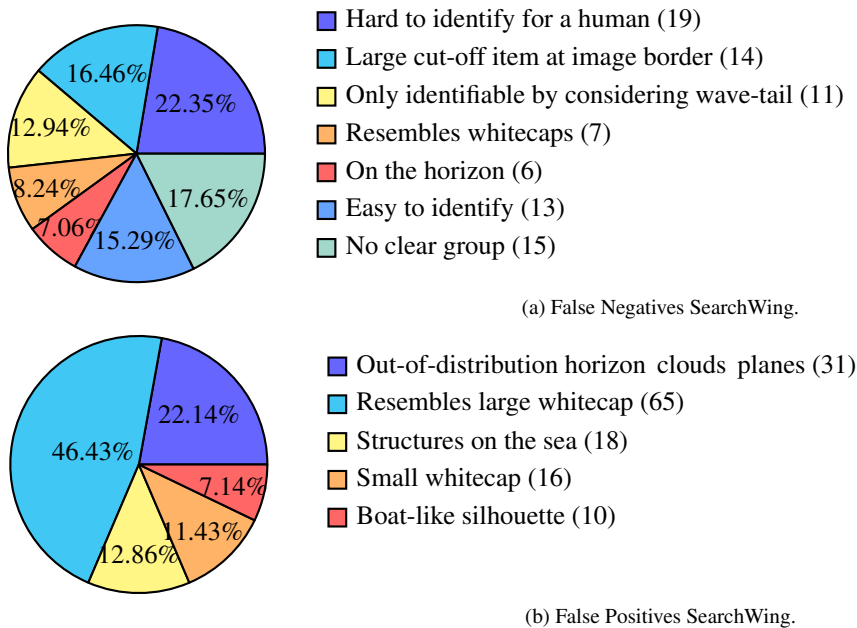 16.46%
22.35%
12.94%
8.24%
17.65%
7.06%
15.29%
Hard to identify for a human (19)
Large cut-off item at image border (14)
Only identifiable by considering wave-tail (11)
Resembles whitecaps (7)
On the horizon (6)
Easy to identify (13)
No clear group (15)
(a) False Negatives SearchWing.
22.14%
46.43%
7.14%
11.43%
12.86%
Out-of-distribution horizon clouds planes (31)
Resembles large whitecap (65)
Structures on the sea (18)
Small whitecap (16)
Boat-like silhouette (10)
(b) False Positives SearchWing.